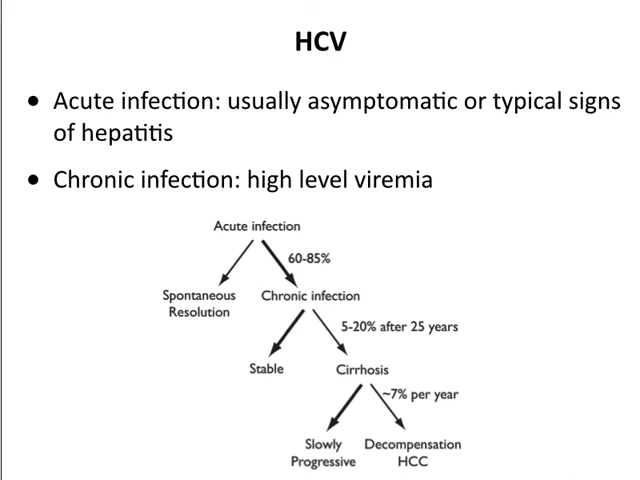 HCV
• Acute infection: usually asymptomatic or typical signs
of hepatitis
• Chronic infection: high level viremia
Acute infection
60-85%
Spontaneous
Resolution
Chronic infection
5-20% after 25 years
Stable
Cirrhosis
~7% per year
Slowly
Progressive
Decompensation
HCC